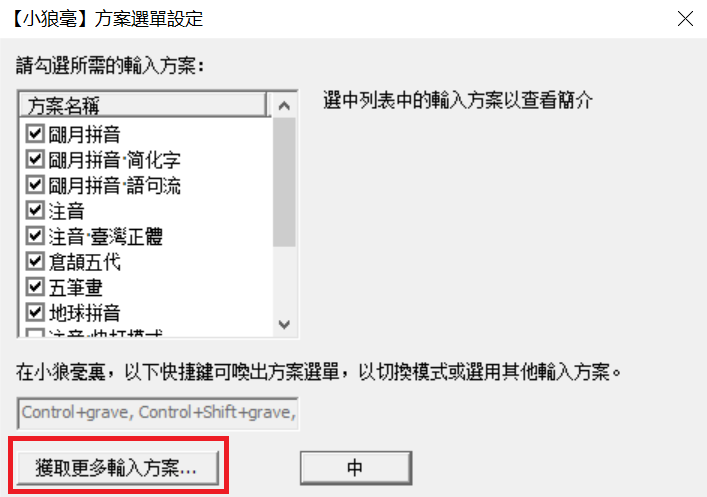 【小狼毫】方案選單設定
請勾選所需的輸入方案：
選中列表中的輸入方案以查看簡介
方案名稱
朙月拼音
朙月拼音·简化字
朙月拼音·語句流
注音
注音·臺灣正體
倉頡五代
五筆畫
地球拼音
注音·快打模式
在小狼毫裏，以下快捷鍵可喚出方案選單，以切換模式或選用其他輸入方案。
Control+grave, Control+Shift+grave,
獲取更多輸入方案...
中